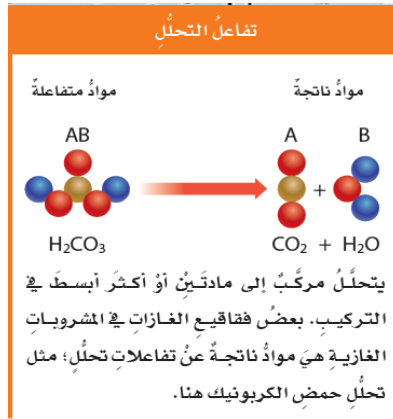 تفاعلُ التحلُّلِ
موادُّ متفاعلةٌ موادُّ ناتجةٌ
AB A B
+
H₂CO₃ CO₂ + H₂O
يتحلَّلُ مركَّبٌ إلى مادتَيْنِ أوْ أكثرَ أبسطَ في
التركيبِ. بعضُ فقاقيعِ الغازاتِ في المشروباتِ
الغازيةِ هيَ موادُّ ناتجةٌ عنْ تفاعلاتِ تحلُّلٍ؛ مثل
تحلُّلِ حمضِ الكربونيك هنا.